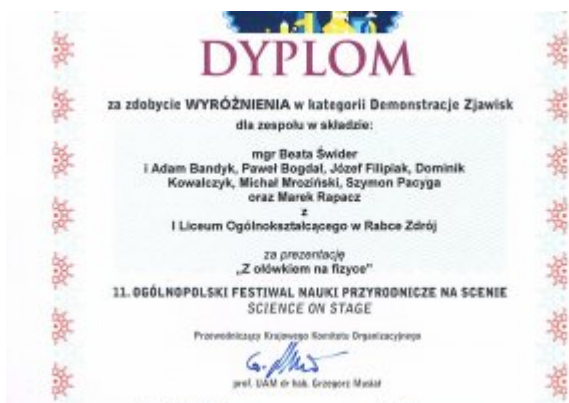 DYPLOM
za zdobycie WYRÓŻNIENIA w kategorii Demonstracje Zjawisk
dla zespołu w składzie:
mgr Beata Świder
i Adam Bandyk, Paweł Bogdał, Józef Filipiak, Dominik
Kowalczyk, Michał Mroziński, Szymon Pacyga
oraz Marek Rapacz
z
I Liceum Ogólnokształcącego w Rabce Zdrój
za prezentację
„Z ołówkiem na fizyce"
11. OGÓLNOPOLSKI FESTIWAL NAUKI PRZYRODNICZE NA SCENIE
SCIENCE ON STAGE
Przewodniczący Krajowego Komitetu Organizacyjnego
prof. UAM dr hab. Grzegorz Musiał